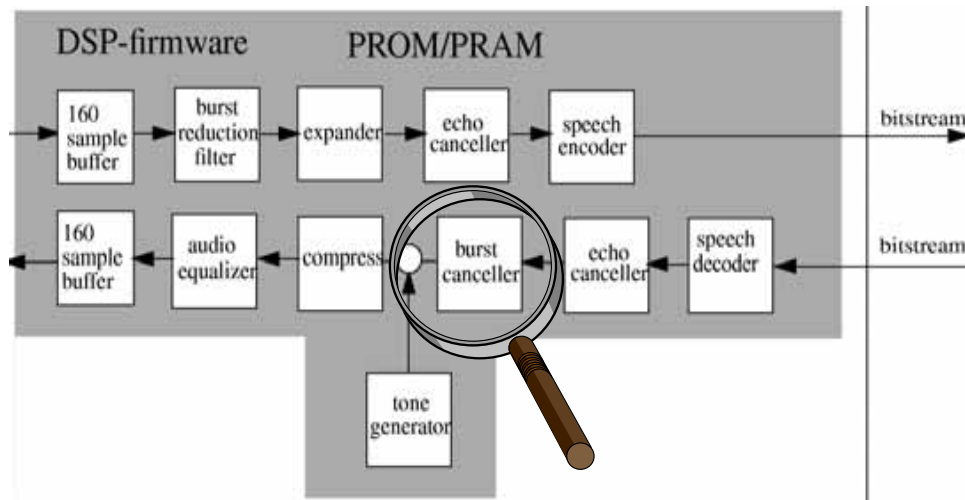 DSP-firmware PROM/PRAM
160
sample
buffer
burst
reduction
filter
expander
echo
canceller
speech
encoder
bitstream
160
sample
buffer
audio
equalizer
compress
burst
canceller
echo
canceller
speech
decoder
bitstream
tone
generator